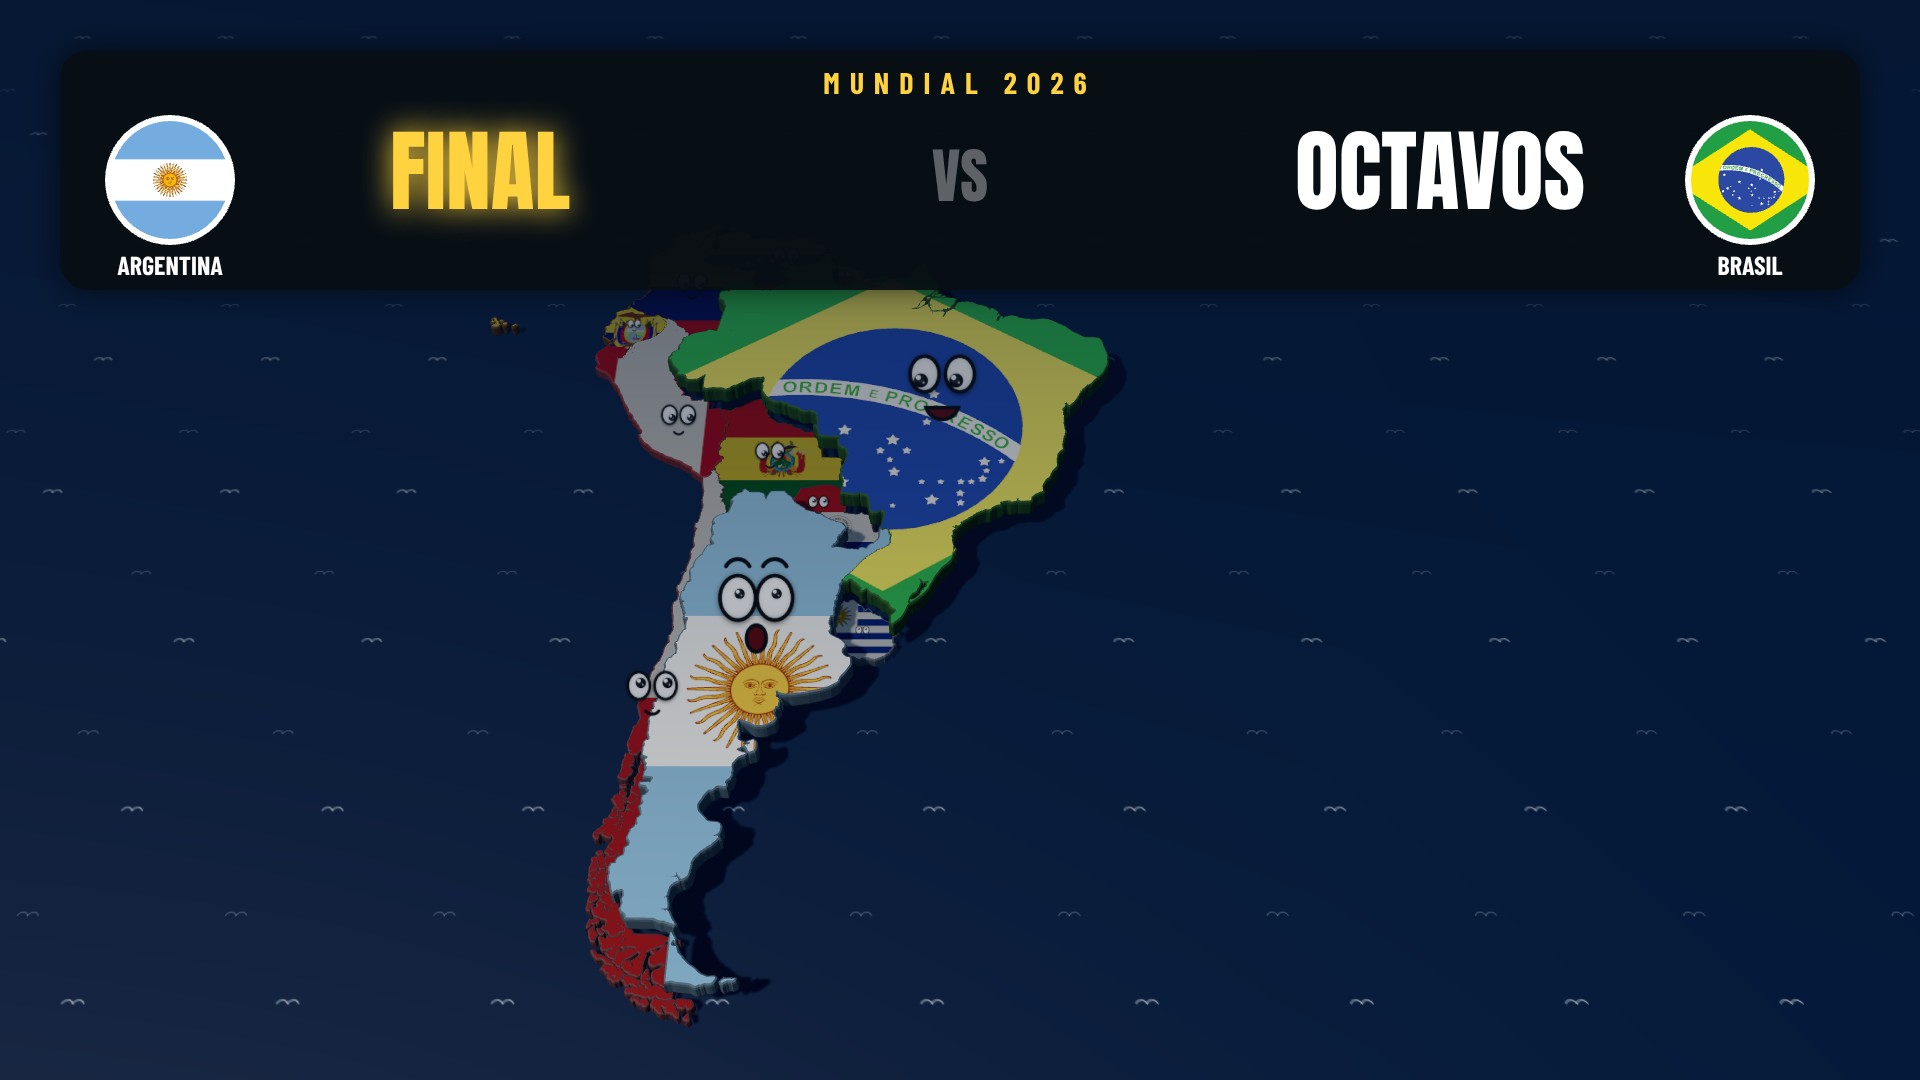 MUNDIAL 2026
FINAL
VS
OCTAVOS
ARGENTINA
BRASIL
ORDEM E PROGRESSO